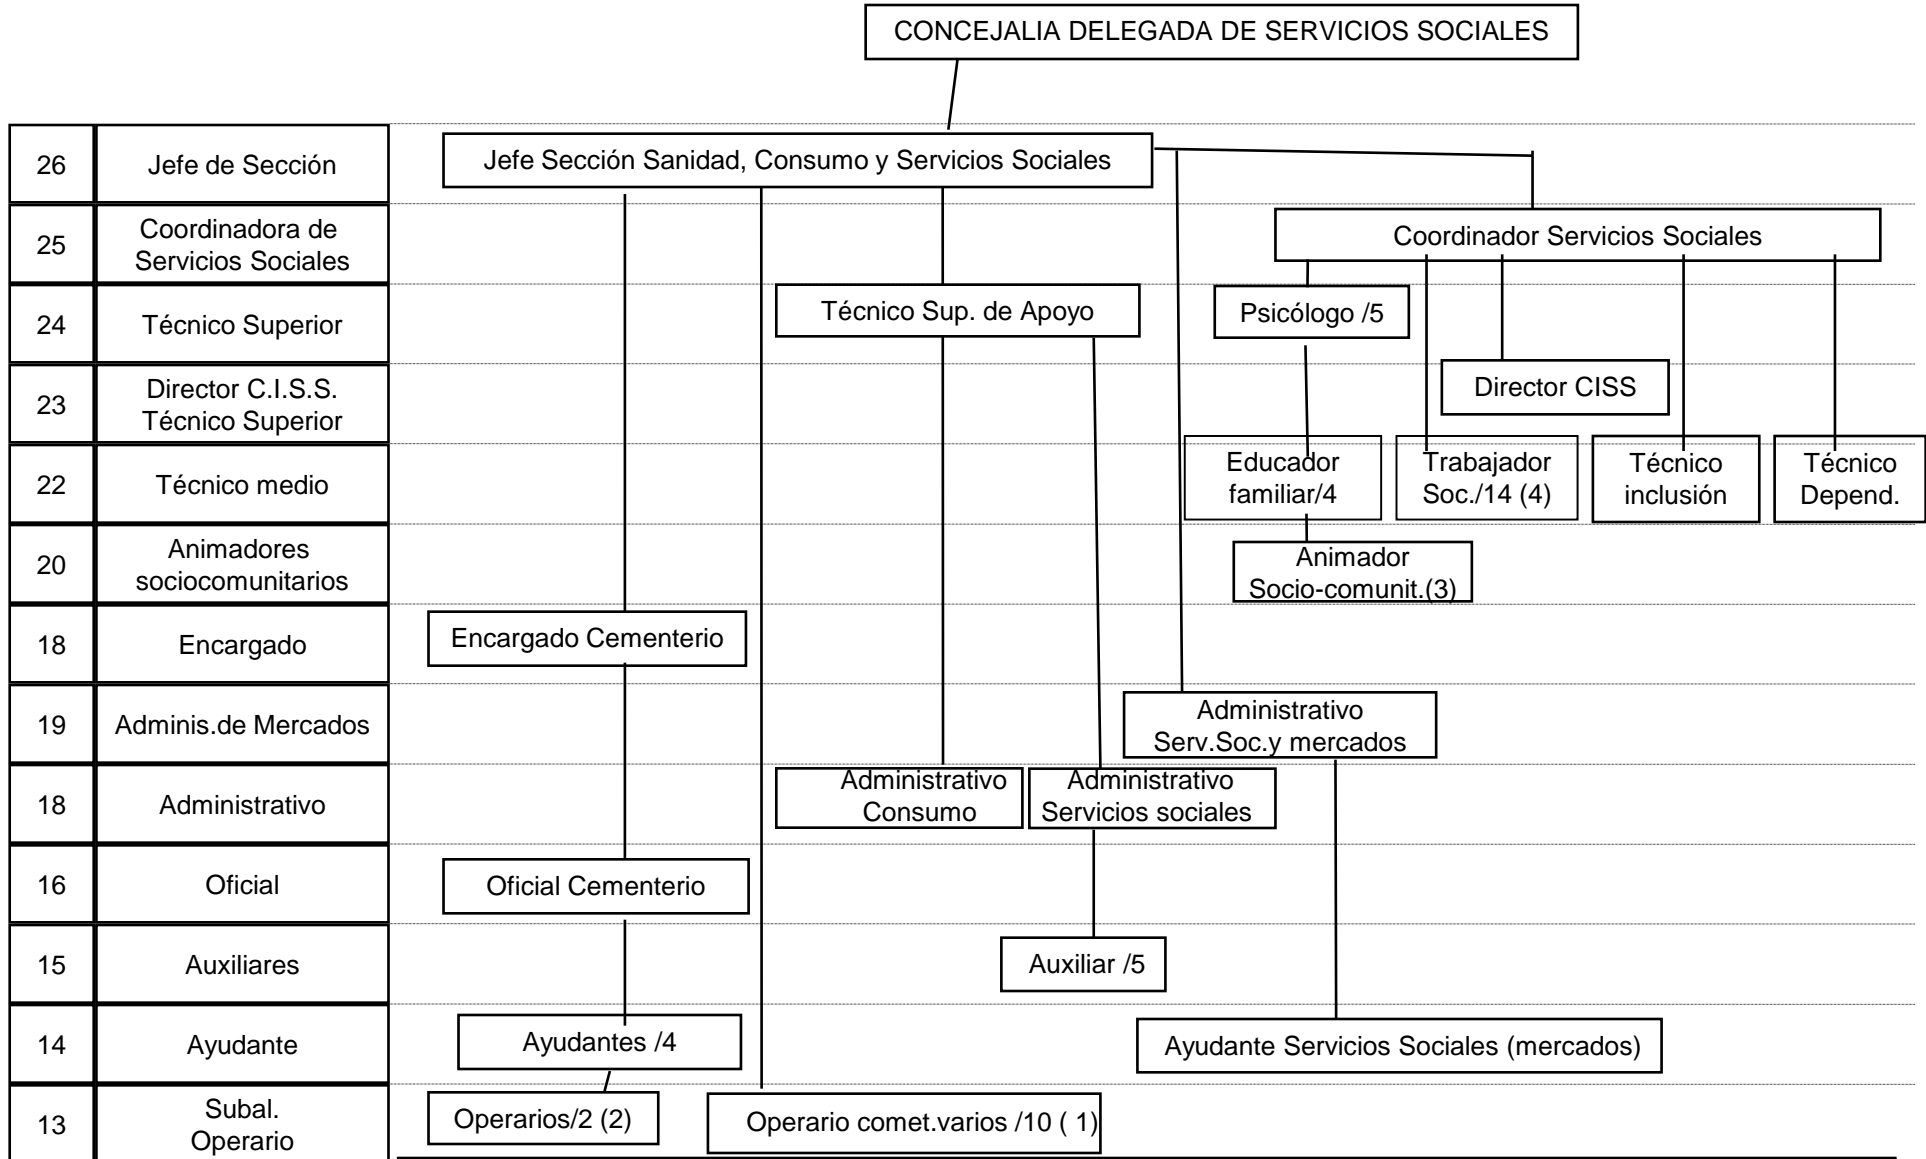 CONCEJALIA DELEGADA DE SERVICIOS SOCIALES
26
Jefe de Sección
Jefe Sección Sanidad, Consumo y Servicios Sociales
25
Coordinadora de
Servicios Sociales
Coordinador Servicios Sociales
24
Técnico Superior
Técnico Sup. de Apoyo
Psicólogo /5
23
Director C.I.S.S.
Técnico Superior
Director CISS
22
Técnico medio
Educador
familiar/4
Trabajador
Soc./14 (4)
Técnico
inclusión
Técnico
Depend.
20
Animadores
sociocomunitarios
Animador
Socio-comunit.(3)
18
Encargado
Encargado Cementerio
19
Adminis.de Mercados
Administrativo
Serv.Soc.y mercados
18
Administrativo
Administrativo
Consumo
Administrativo
Servicios sociales
16
Oficial
Oficial Cementerio
15
Auxiliares
Auxiliar /5
14
Ayudante
Ayudantes /4
Ayudante Servicios Sociales (mercados)
13
Subal.
Operario
Operarios/2 (2)
Operario comet.varios /10 ( 1)